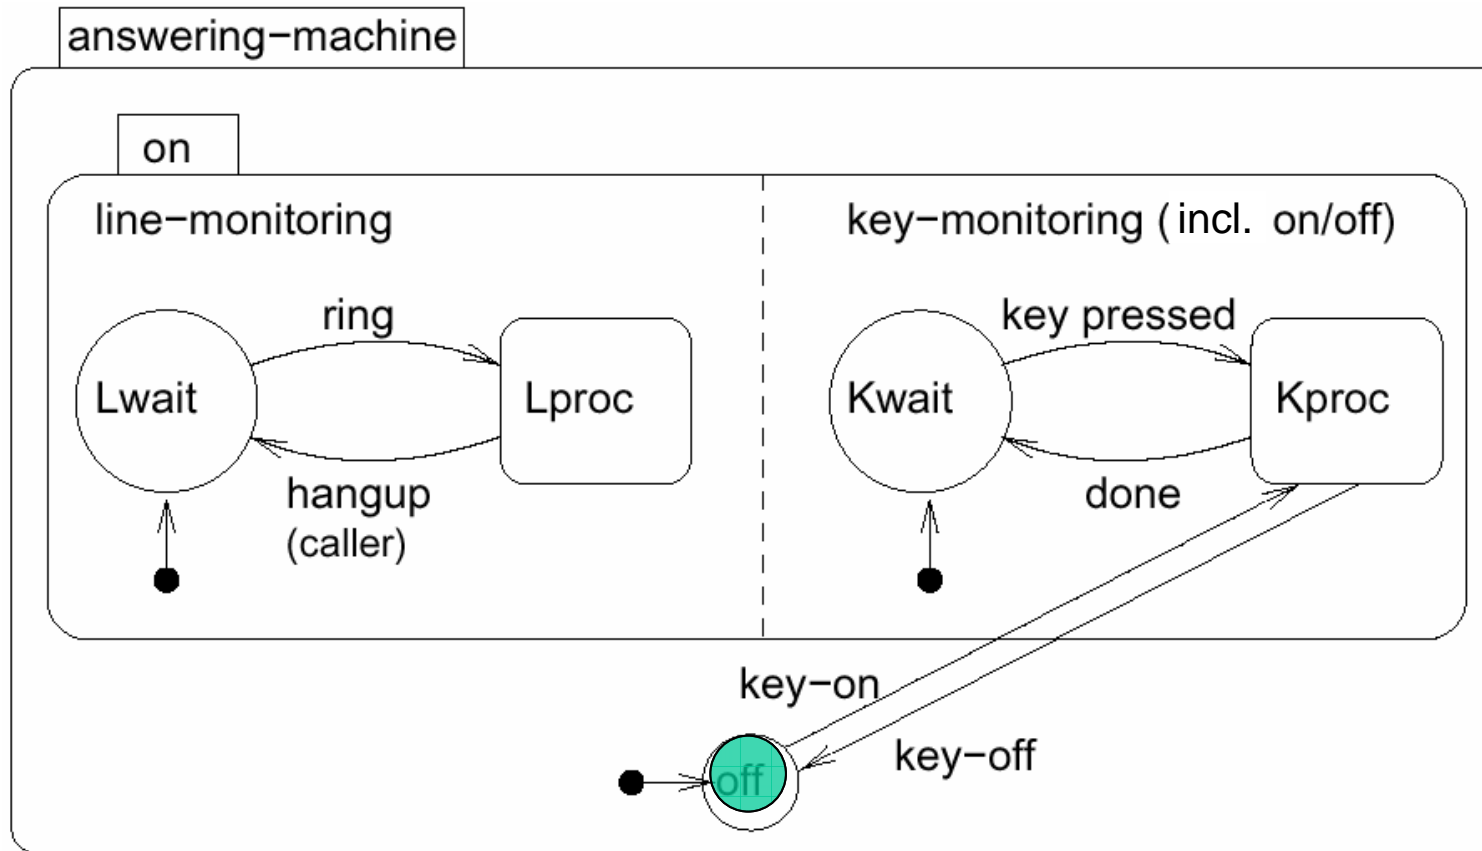 answering−machine
on
line−monitoring
key−monitoring (incl. on/off)
ring
key pressed
Lwait
Lproc
Kwait
Kproc
hangup
(caller)
done
key−on
key−off
off